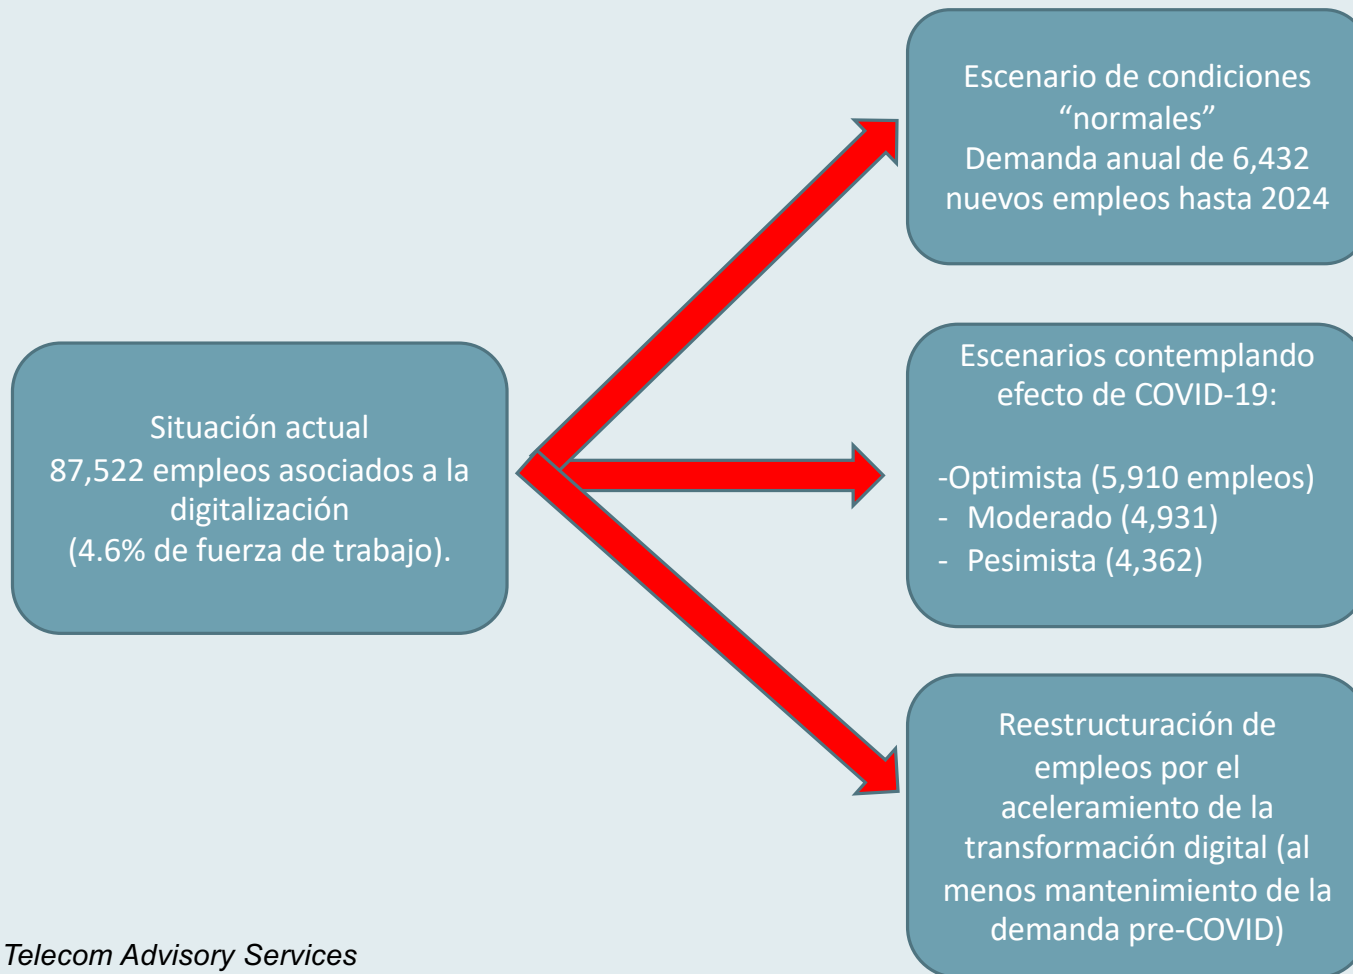 Situación actual
87,522 empleos asociados a la
digitalización
(4.6% de fuerza de trabajo).
Escenario de condiciones
“normales”
Demanda anual de 6,432
nuevos empleos hasta 2024
Escenarios contemplando
efecto de COVID-19:
-Optimista (5,910 empleos)
- Moderado (4,931)
- Pesimista (4,362)
Reestructuración de
empleos por el
aceleramiento de la
transformación digital (al
menos mantenimiento de la
demanda pre-COVID)
Telecom Advisory Services